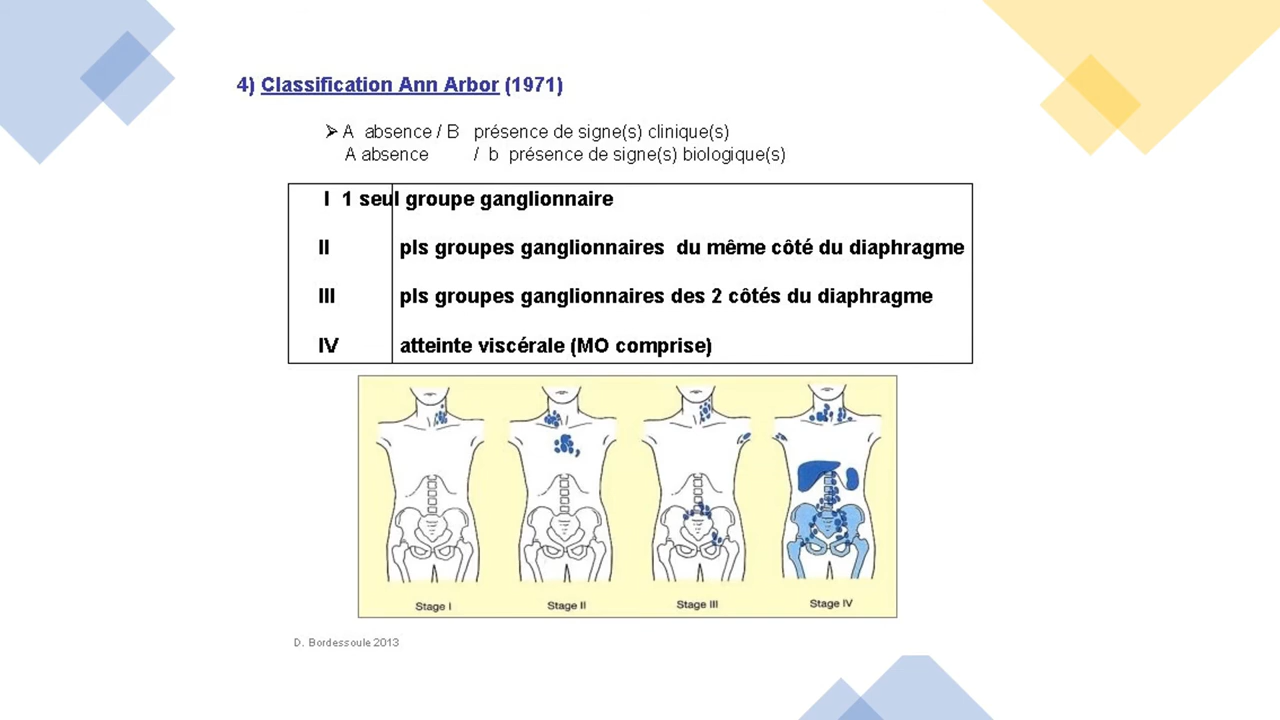 4) Classification Ann Arbor (1971)
➢ A absence / B présence de signe(s) clinique(s)
A absence / b présence de signe(s) biologique(s)
I 1 seul groupe ganglionnaire
II pls groupes ganglionnaires du même côté du diaphragme
III pls groupes ganglionnaires des 2 côtés du diaphragme
IV atteinte viscérale (MO comprise)
Stage I Stage II Stage III Stage IV
D. Bordessoule 2013